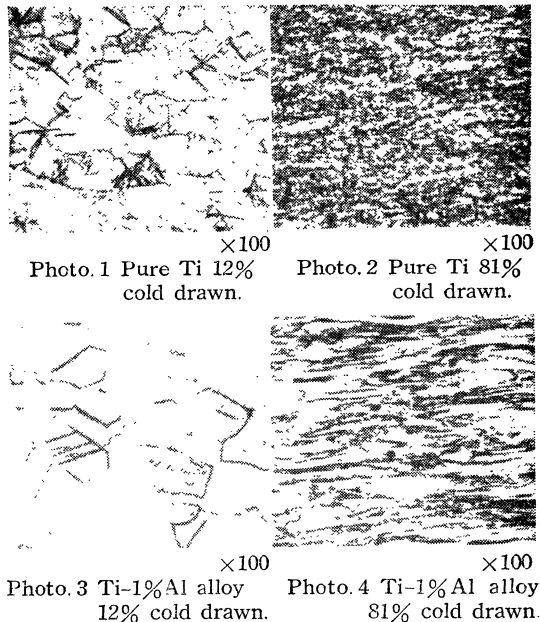 ×100
Photo. 1 Pure Ti 12%
cold drawn.
×100
Photo. 2 Pure Ti 81%
cold drawn.
×100
Photo. 3 Ti-1%Al alloy
12% cold drawn.
×100
Photo. 4 Ti-1%Al alloy
81% cold drawn.